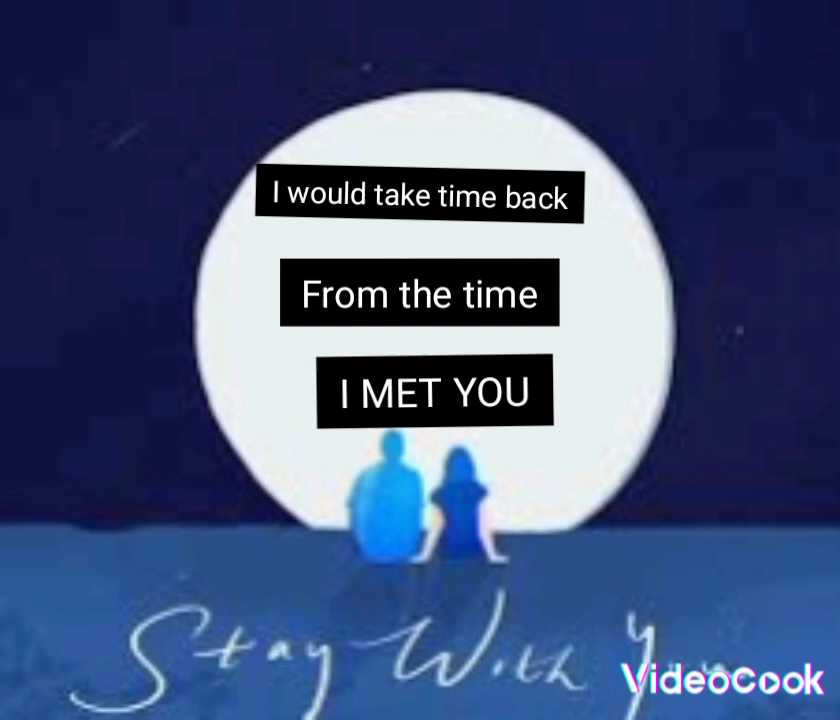 I would take time back
From the time
I MET YOU
Stay With
VideoCook